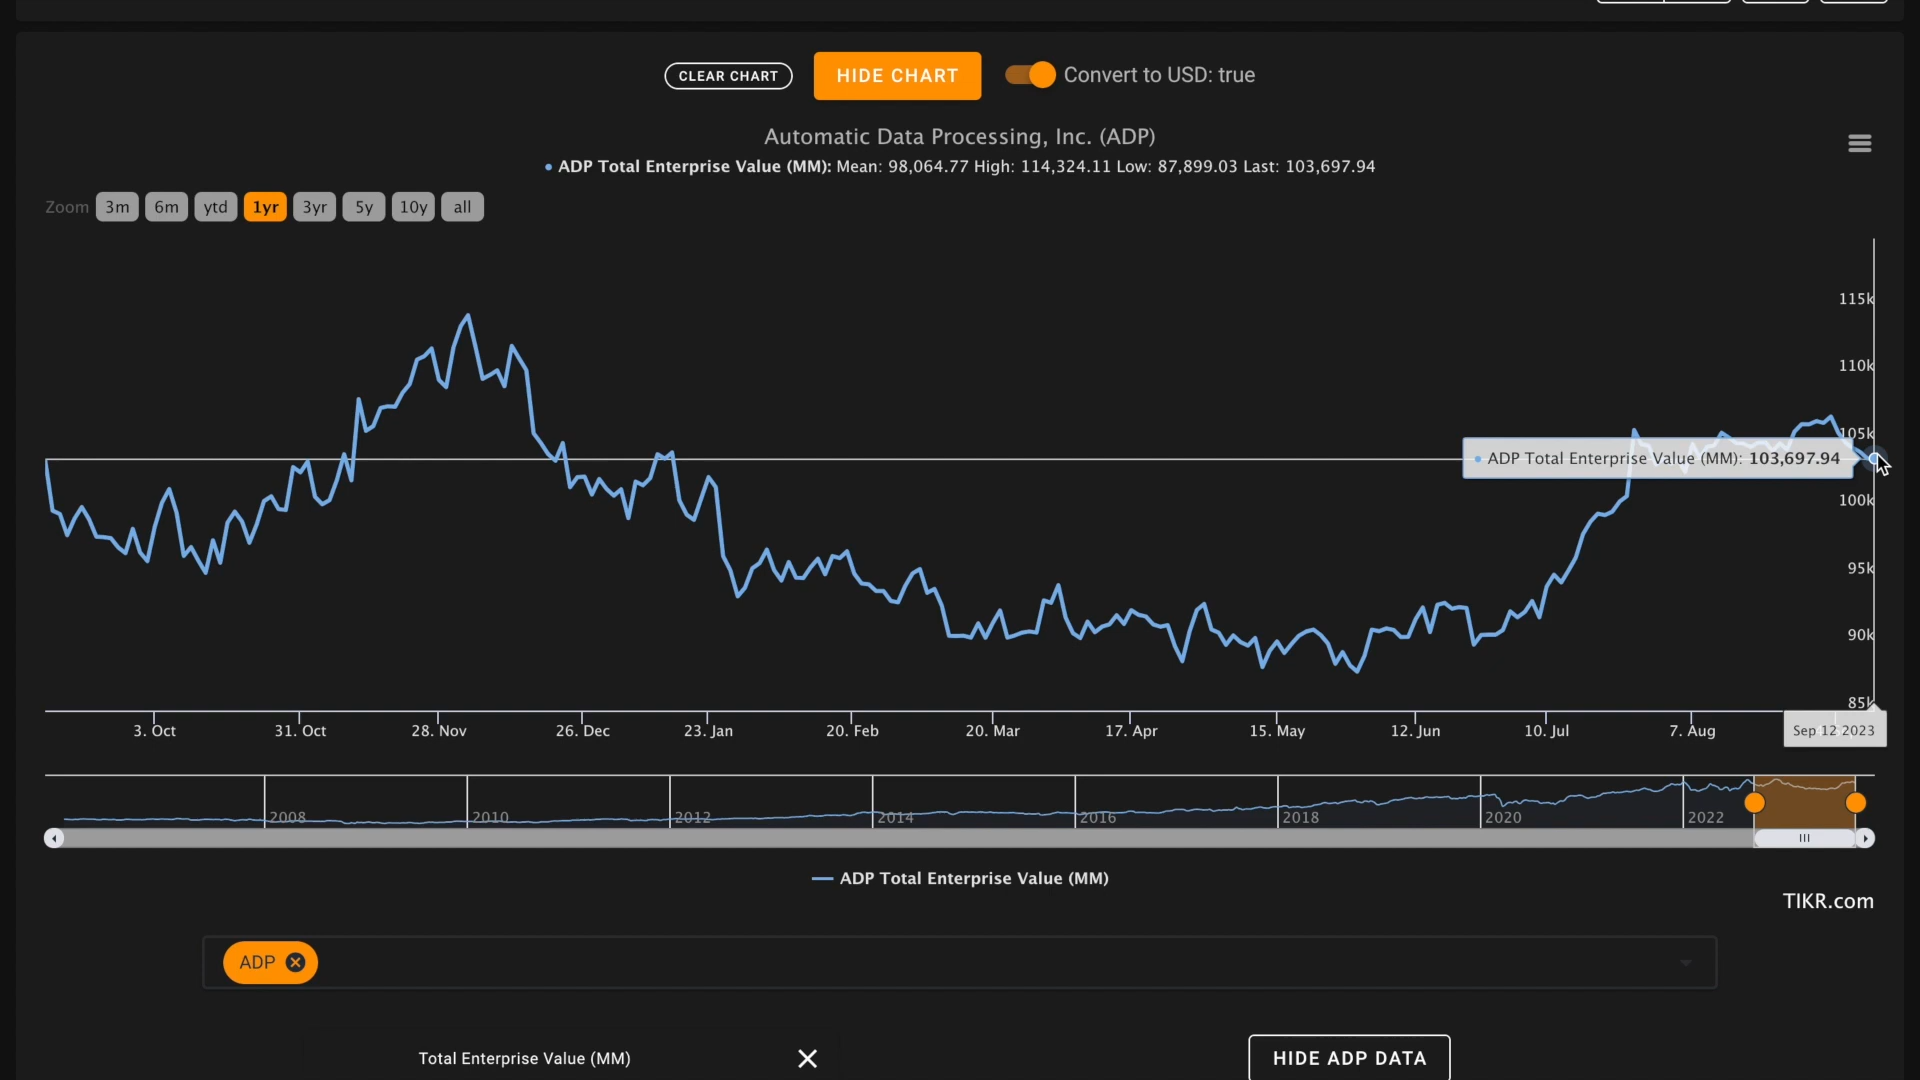 CLEAR CHART HIDE CHART Convert to USD: true
Automatic Data Processing, Inc. (ADP)
ADP Total Enterprise Value (MM): Mean: 98,064.77 High: 114,324.11 Low: 87,899.03 Last: 103,697.94
Zoom 3m 6m ytd 1yr 3yr 5y 10y all
115k
110k
105k
ADP Total Enterprise Value (MM): 103,697.94
100k
95k
90k
85k
3. Oct 31. Oct 28. Nov 26. Dec 23. Jan 20. Feb 20. Mar 17. Apr 15. May 12. Jun 10. Jul 7. Aug Sep 12 2023
2008 2010 2012 2014 2016 2018 2020 2022
ADP Total Enterprise Value (MM)
TIKR.com
ADP
Total Enterprise Value (MM) HIDE ADP DATA